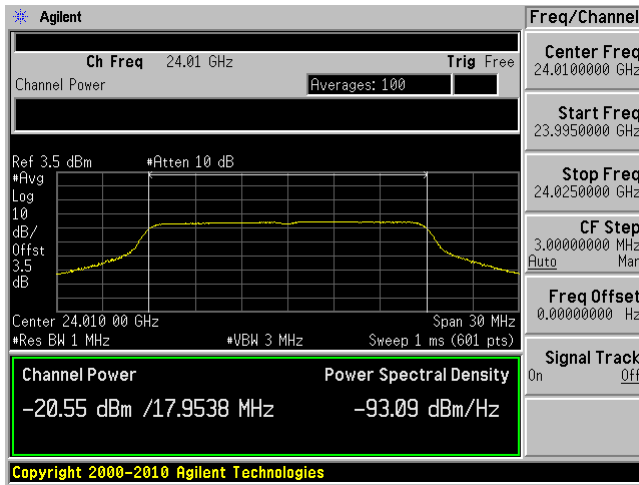 Agilent
Freq/Channel
Ch Freq 24.01 GHz Trig Free
Channel Power Averages: 100
Ref 3.5 dBm #Atten 10 dB
#Avg
Log
10
dB/
Offst
3.5
dB
Center 24.010 00 GHz Span 30 MHz
#Res BW 1 MHz #VBW 3 MHz Sweep 1 ms (601 pts)
Channel Power Power Spectral Density
-20.55 dBm /17.9538 MHz -93.09 dBm/Hz
Copyright 2000-2010 Agilent Technologies
Center Freq
24.0100000 GHz
Start Freq
23.9950000 GHz
Stop Freq
24.0250000 GHz
CF Step
3.00000000 MHz
Auto Man
Freq Offset
0.00000000 Hz
Signal Track
On Off